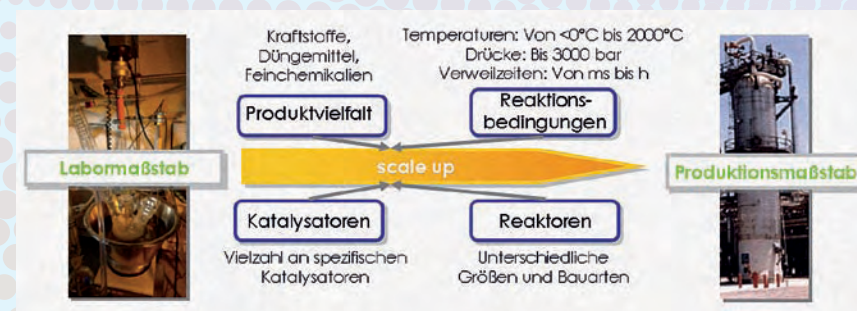 Kraftstoffe,
Düngemittel,
Feinchemikalien
Temperaturen: Von <0°C bis 2000°C
Drücke: Bis 3000 bar
Verweilzeiten: Von ms bis h
Produktvielfalt
Reaktions-
bedingungen
Labormaßstab
scale up
Produktionsmaßstab
Katalysatoren
Reaktoren
Vielzahl an spezifischen
Katalysatoren
Unterschiedliche
Größen und Bauarten